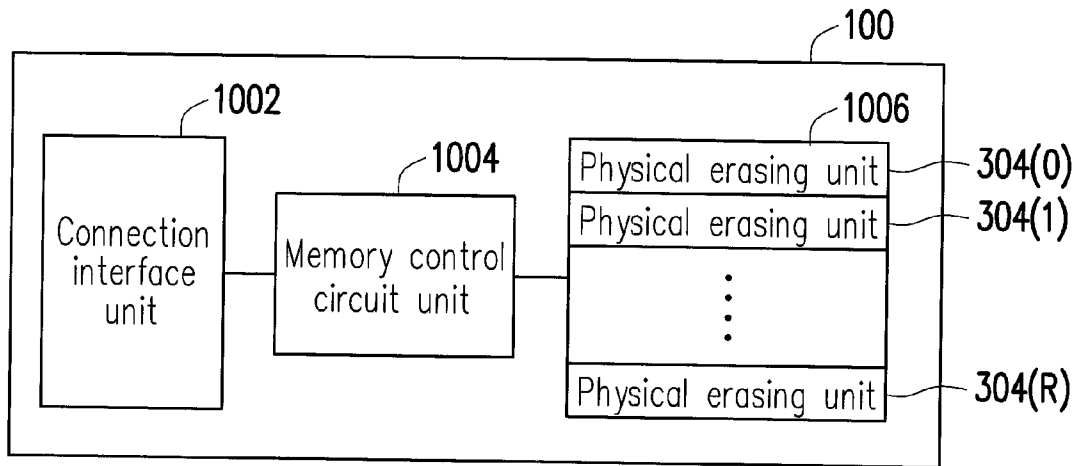 100
1002
1004
1006
Connection
interface
unit
Memory control
circuit unit
Physical erasing unit
304(0)
Physical erasing unit
304(1)
Physical erasing unit
304(R)